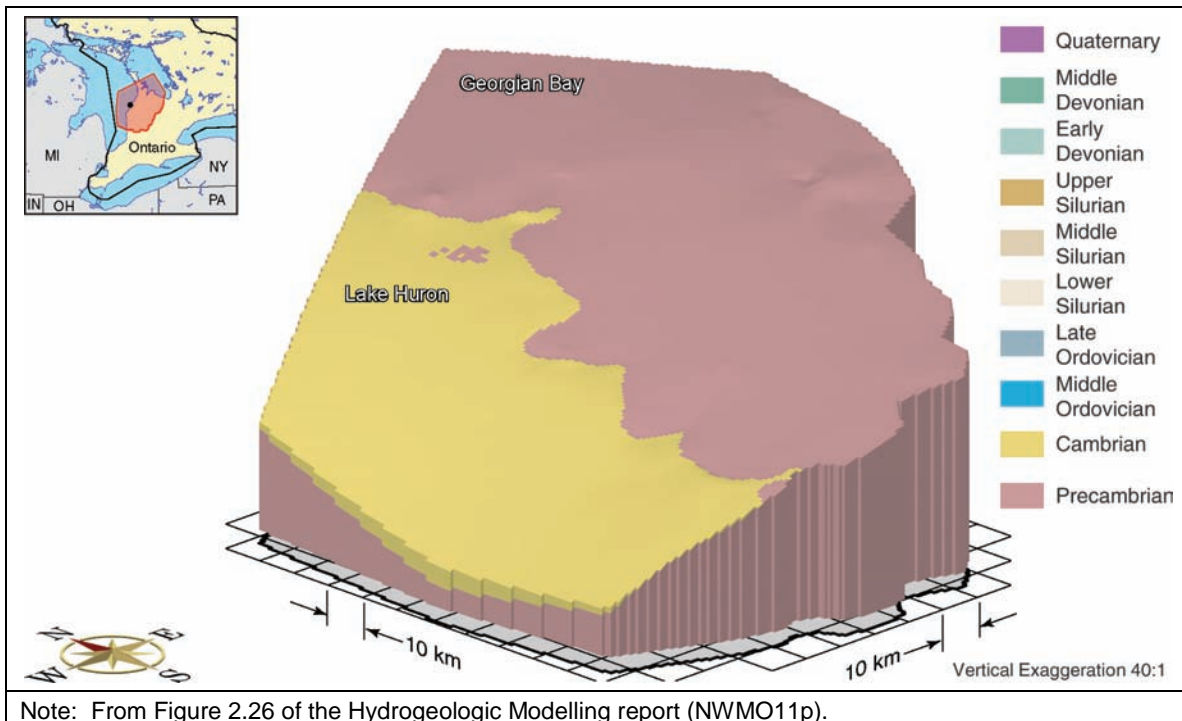 MI
Ontario
NY
IN
OH
PA
Georgian Bay
Lake Huron
Quaternary
Middle
Devonian
Early
Devonian
Upper
Silurian
Middle
Silurian
Lower
Silurian
Late
Ordovician
Middle
Ordovician
Cambrian
Precambrian
N
E
W
S
10 km
10 km
Vertical Exaggeration 40:1
Note: From Figure 2.26 of the Hydrogeologic Modelling report (NWMO11p).